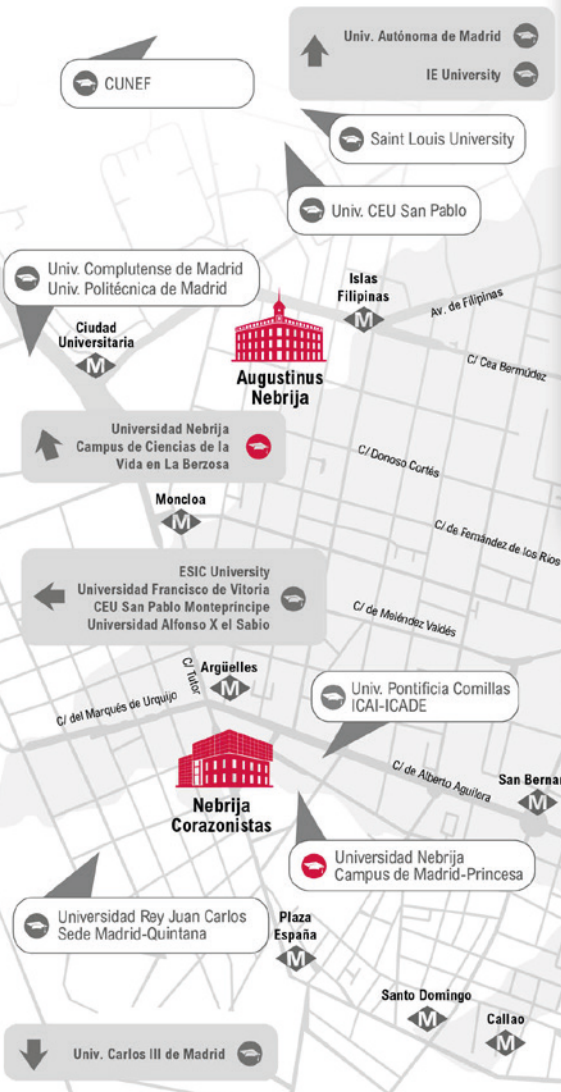 Univ. Autónoma de Madrid
IE University
CUNEF
Saint Louis University
Univ. CEU San Pablo
Univ. Complutense de Madrid
Univ. Politécnica de Madrid
Islas
Filipinas
M
Av. de Filipinas
Ciudad
Universitaria
M
C/ Cea Bermúdez
Augustinus
Nebrija
Universidad Nebrija
Campus de Ciencias de la
Vida en La Berzosa
C/ Donoso Cortés
Moncloa
M
C/ de Fernández de los Ríos
ESIC University
Universidad Francisco de Vitoria
CEU San Pablo Montepríncipe
Universidad Alfonso X el Sabio
C/ de Meléndez Valdés
C/ Tutor
Argüelles
M
C/ del Marqués de Urquijo
Univ. Pontificia Comillas
ICAI-ICADE
C/ de Alberto Aguilera
San Bernar
M
Nebrija
Corazonistas
Universidad Nebrija
Campus de Madrid-Princesa
Universidad Rey Juan Carlos
Sede Madrid-Quintana
Plaza
España
M
Santo Domingo
M
Callao
M
Univ. Carlos III de Madrid